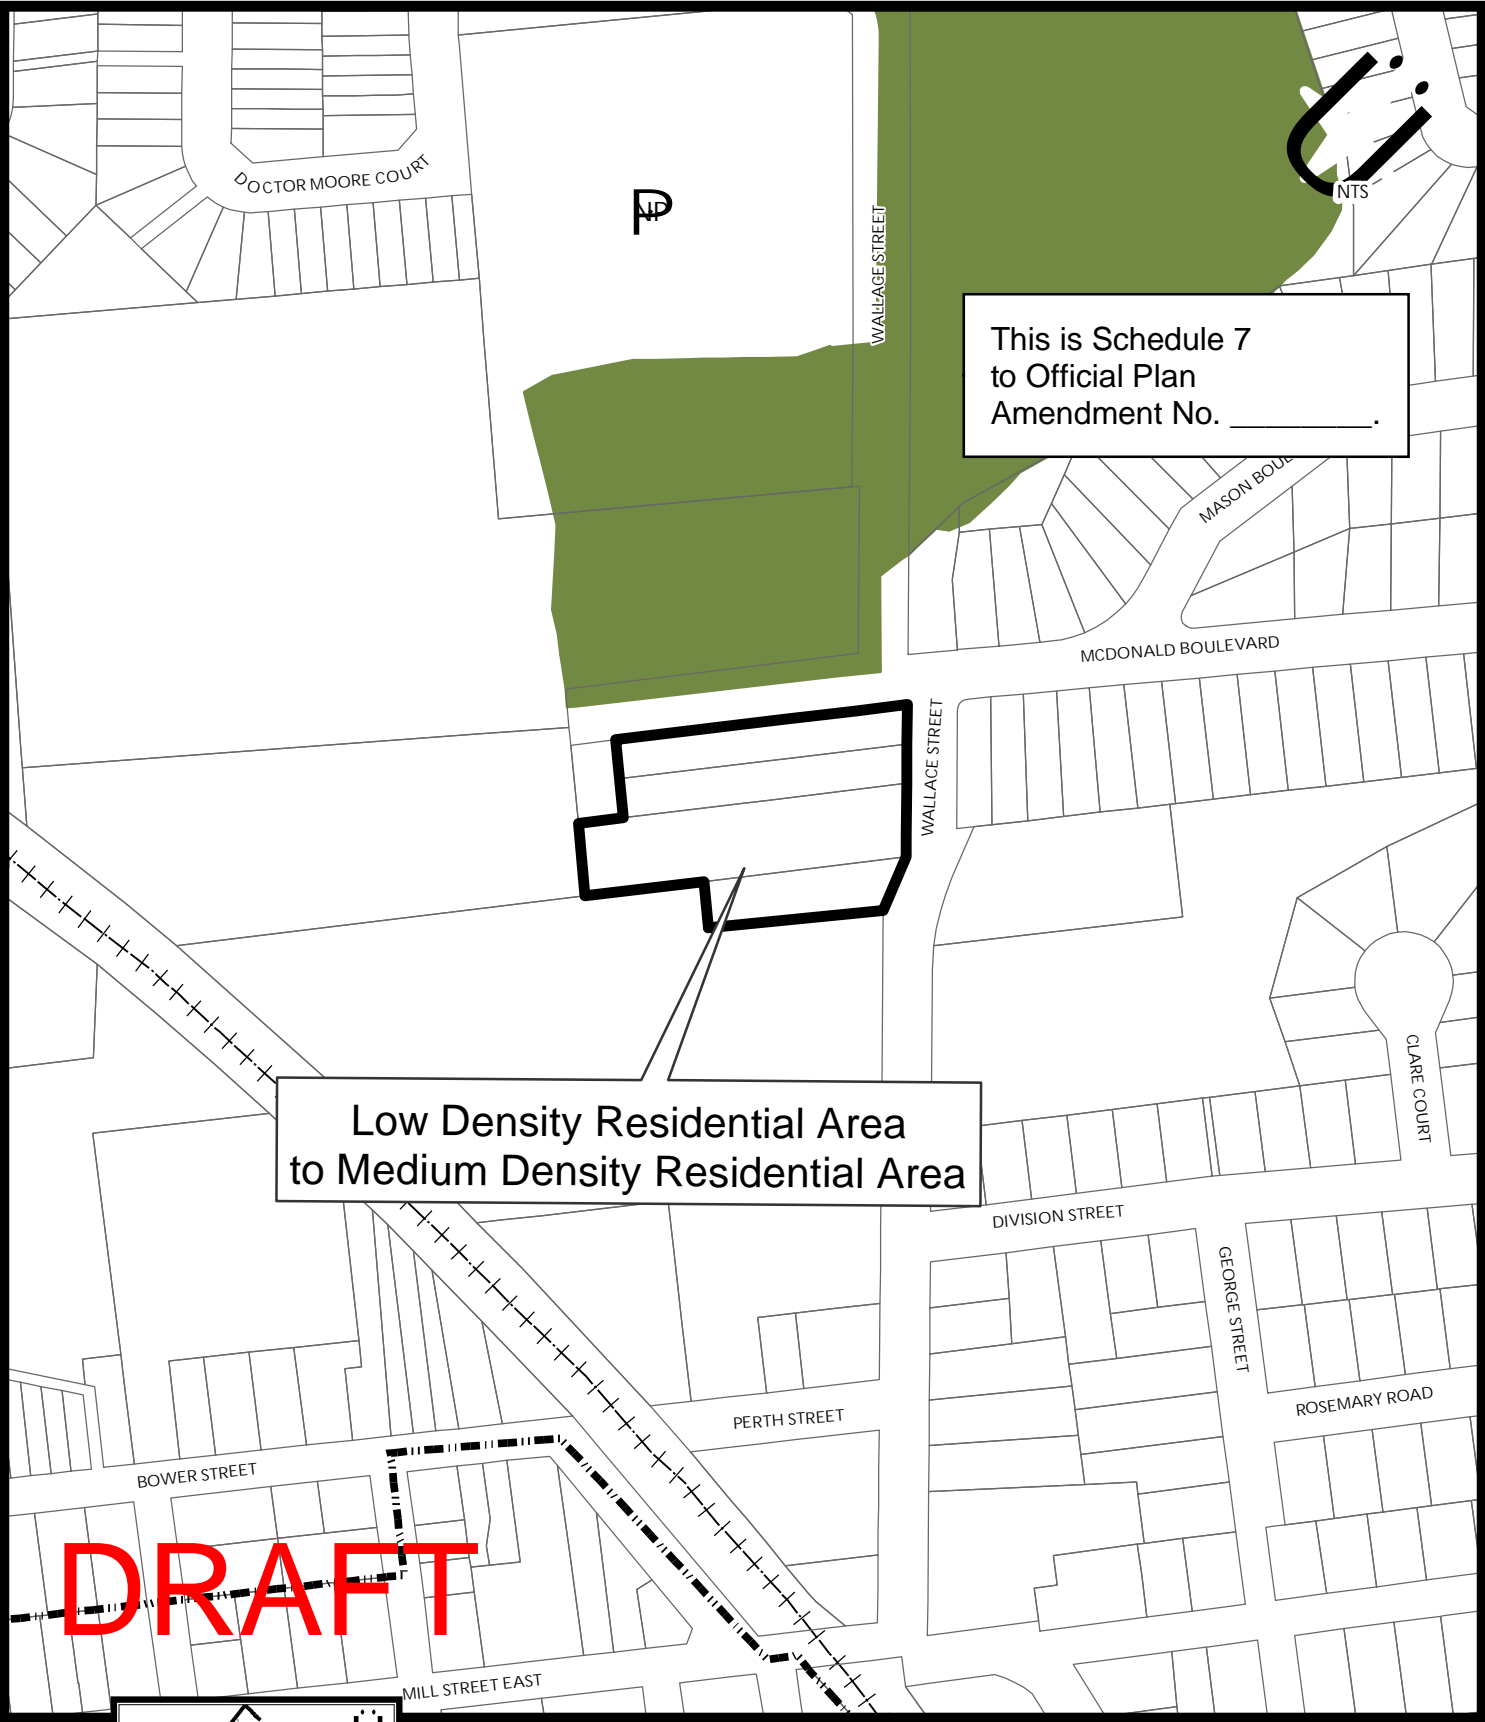 DOCTOR MOORE COURT
P
NP
WALLACE STREET
NTS
This is Schedule 7
to Official Plan
Amendment No. ________.
MCDONALD BOULEVARD
WALLACE STREET
CLARE COURT
Low Density Residential Area
to Medium Density Residential Area
DIVISION STREET
GEORGE STREET
ROSEMARY ROAD
PERTH STREET
BOWER STREET
DRAFT
MILL STREET EAST
MASON BOUL